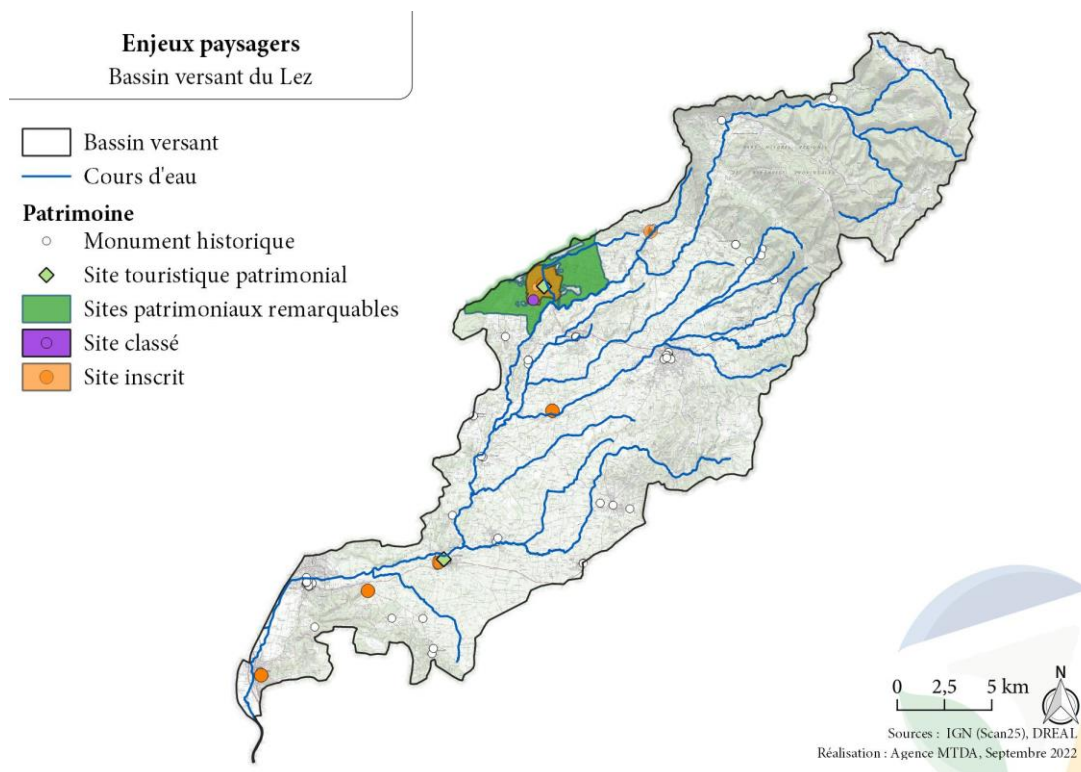 Enjeux paysagers
Bassin versant du Lez
Bassin versant
Cours d'eau
Patrimoine
Monument historique
Site touristique patrimonial
Sites patrimoniaux remarquables
Site classé
Site inscrit
0 2,5 5 km
N
Sources : IGN (Scan25), DREAL
Réalisation : Agence MTDA, Septembre 2022